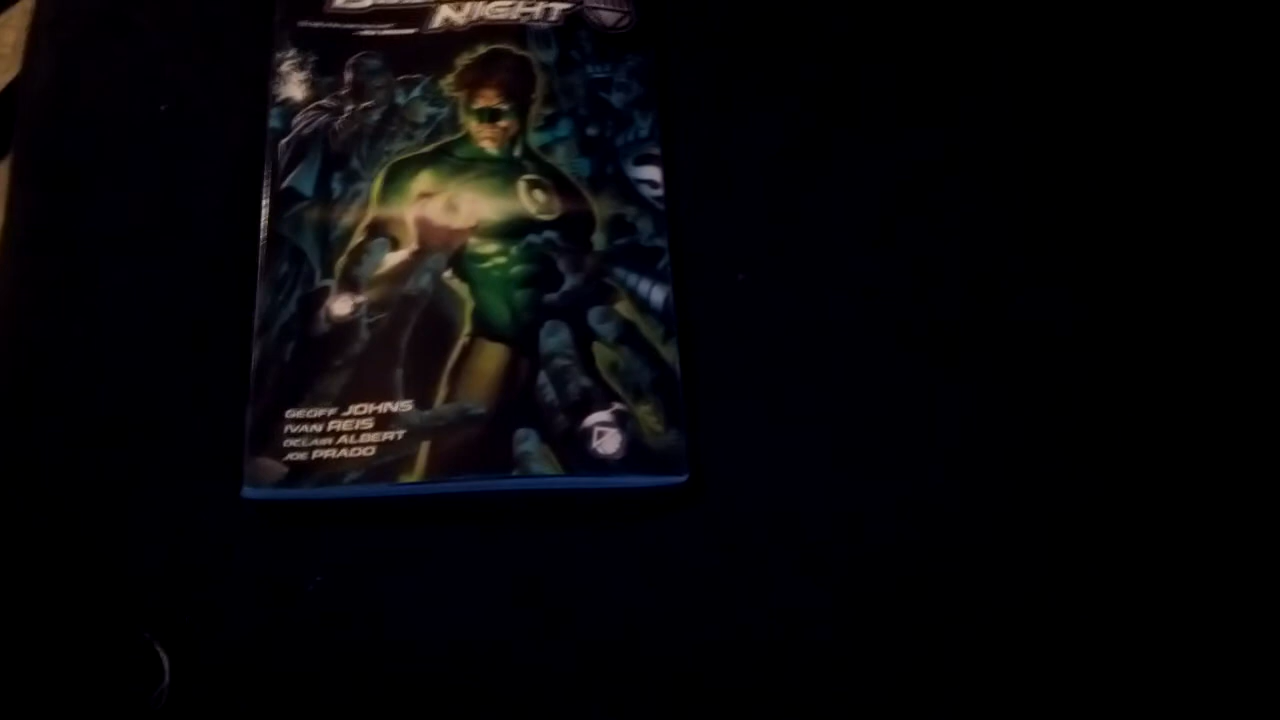 NIGHT
GEOFF JOHNS
IVAN REIS
OCLAIR ALBERT
JOE PRADO